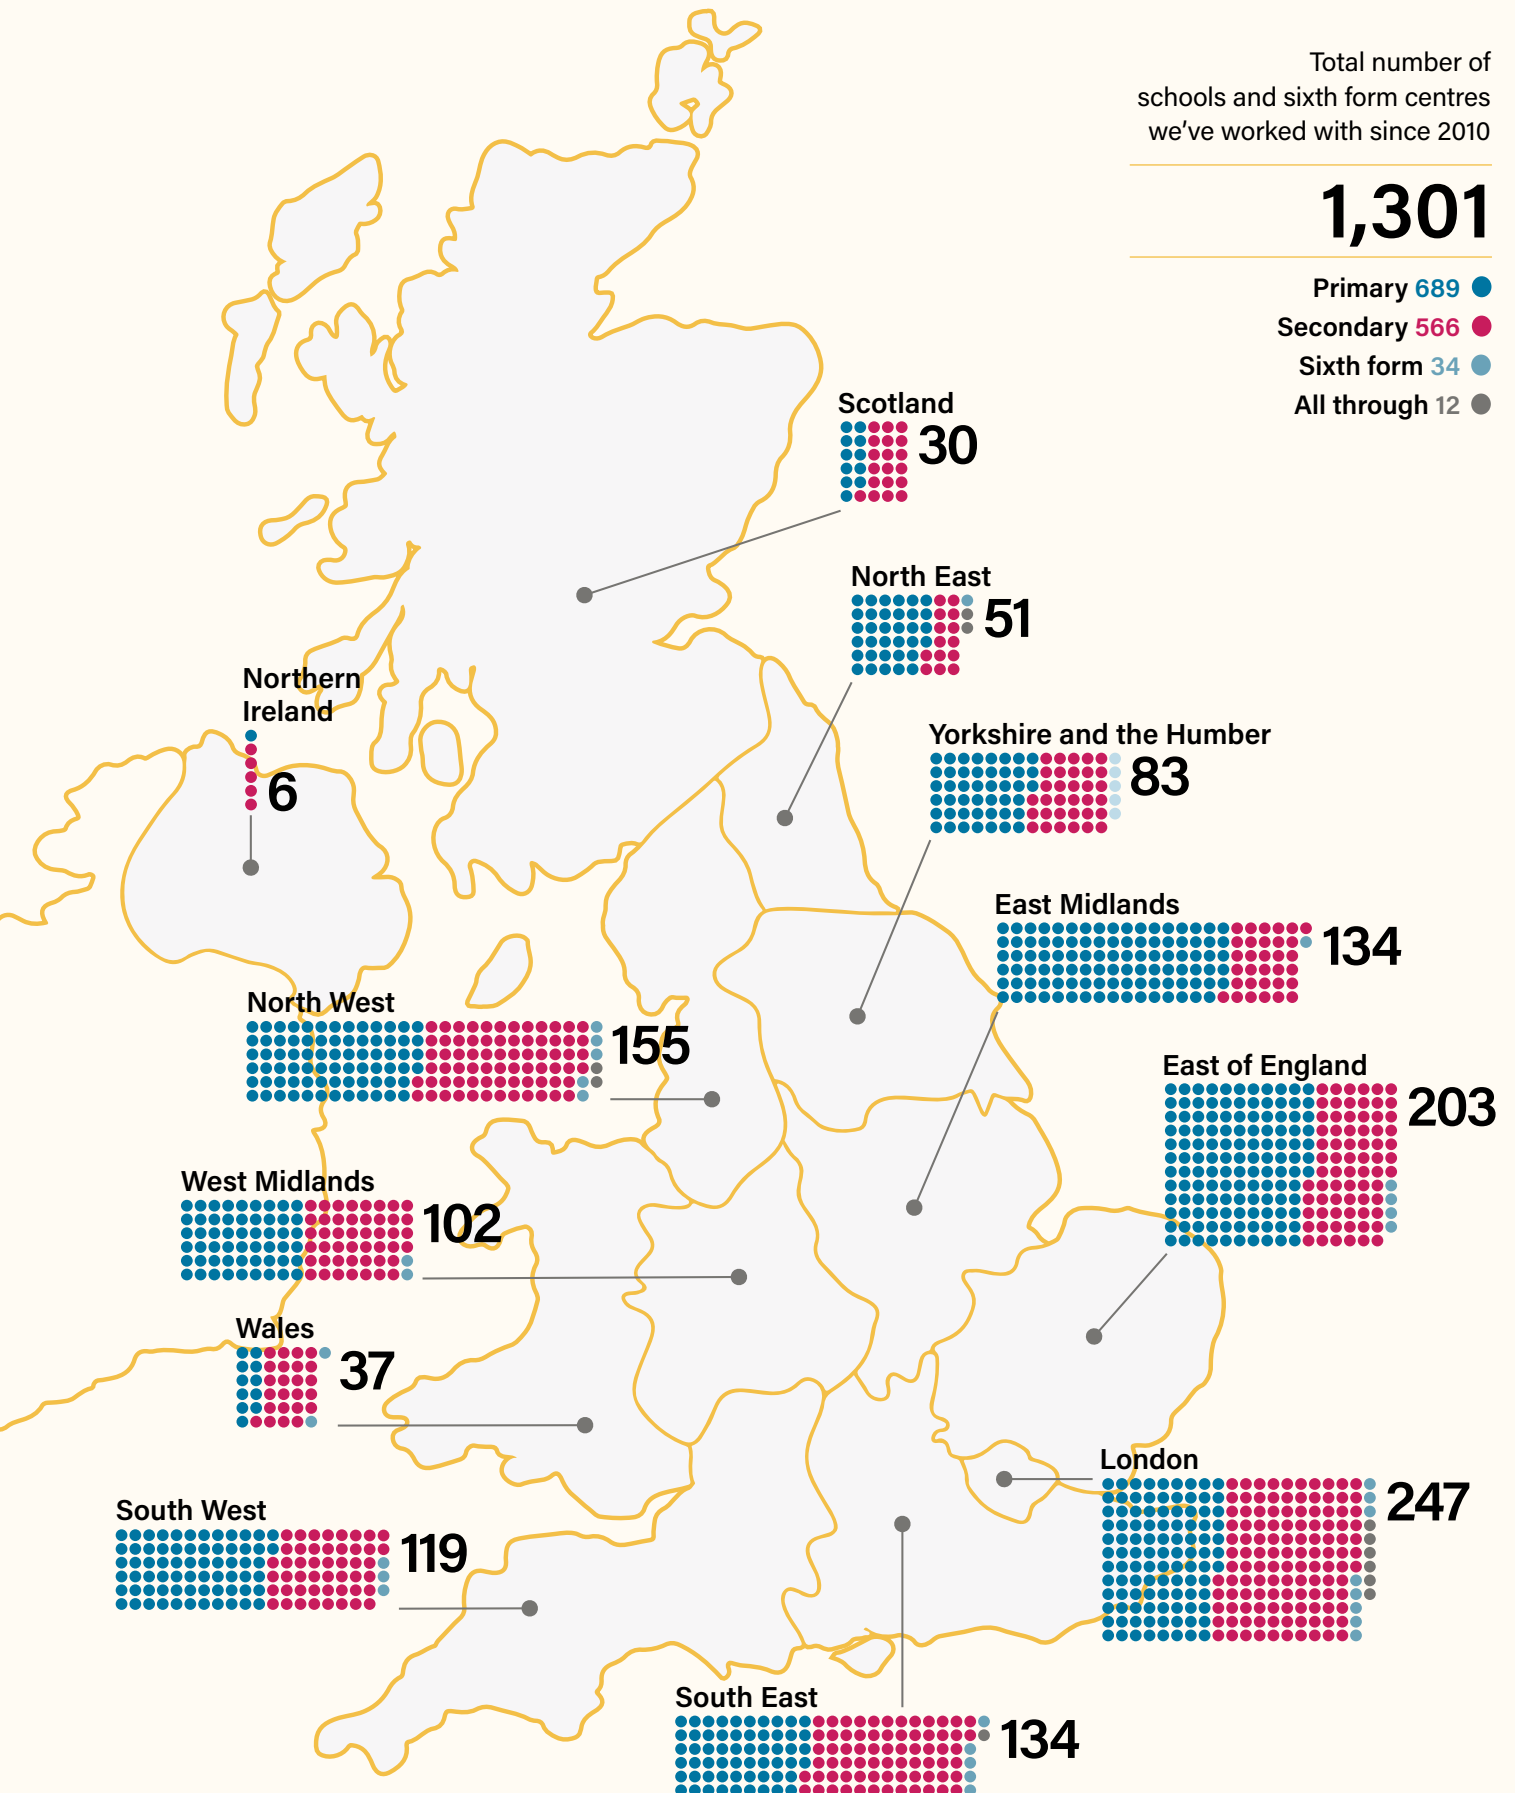 Total number of
schools and sixth form centres
we've worked with since 2010
1,301
Primary 689
Secondary 566
Sixth form 34
All through 12
Scotland
30
North East
51
Northern
Ireland
6
Yorkshire and the Humber
83
East Midlands
134
North West
155
East of England
203
West Midlands
102
Wales
37
London
247
South West
119
South East
134